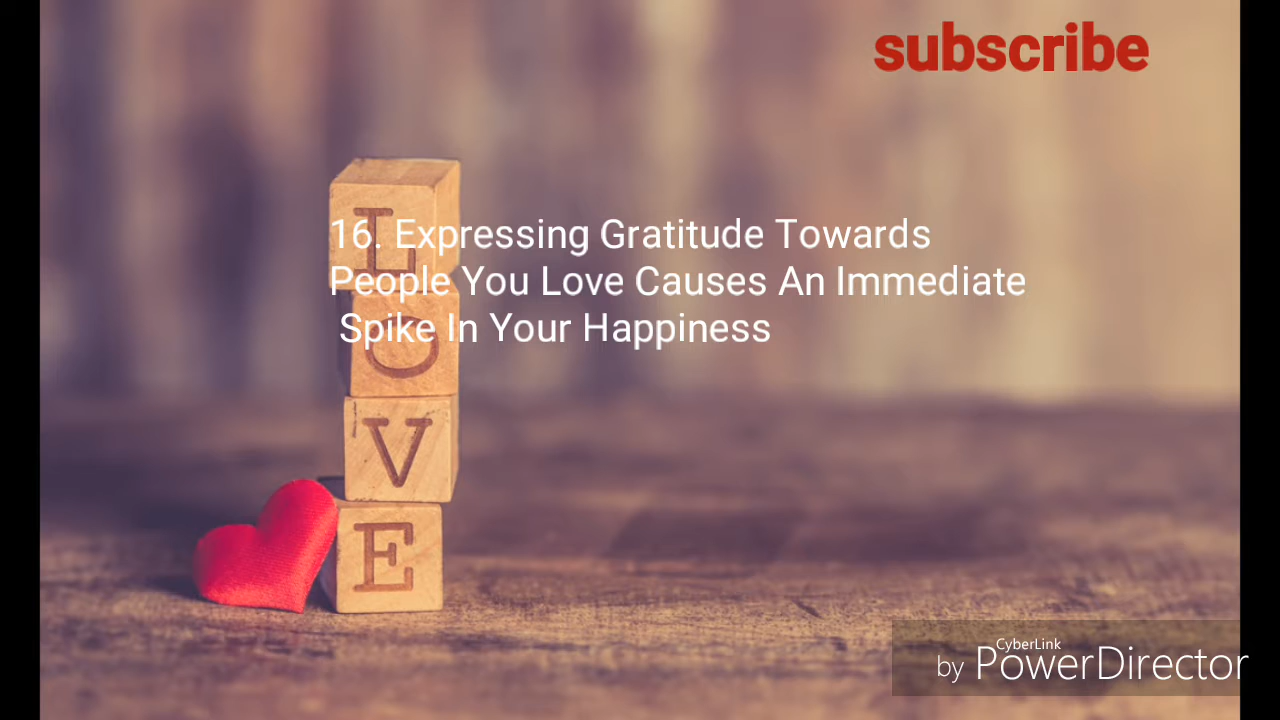 subscribe
16. Expressing Gratitude Towards
People You Love Causes An Immediate
Spike In Your Happiness
L
O
V
E
CyberLink
by PowerDirector